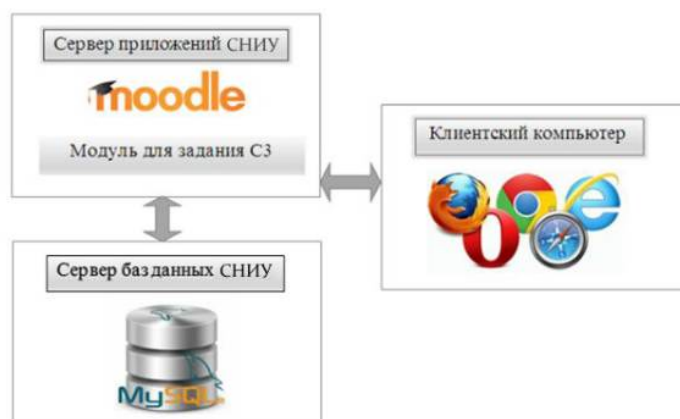 Сервер приложений СНИУ
moodle
Модуль для задания С3
Клиентский компьютер
Сервер баз данных СНИУ
MySQL